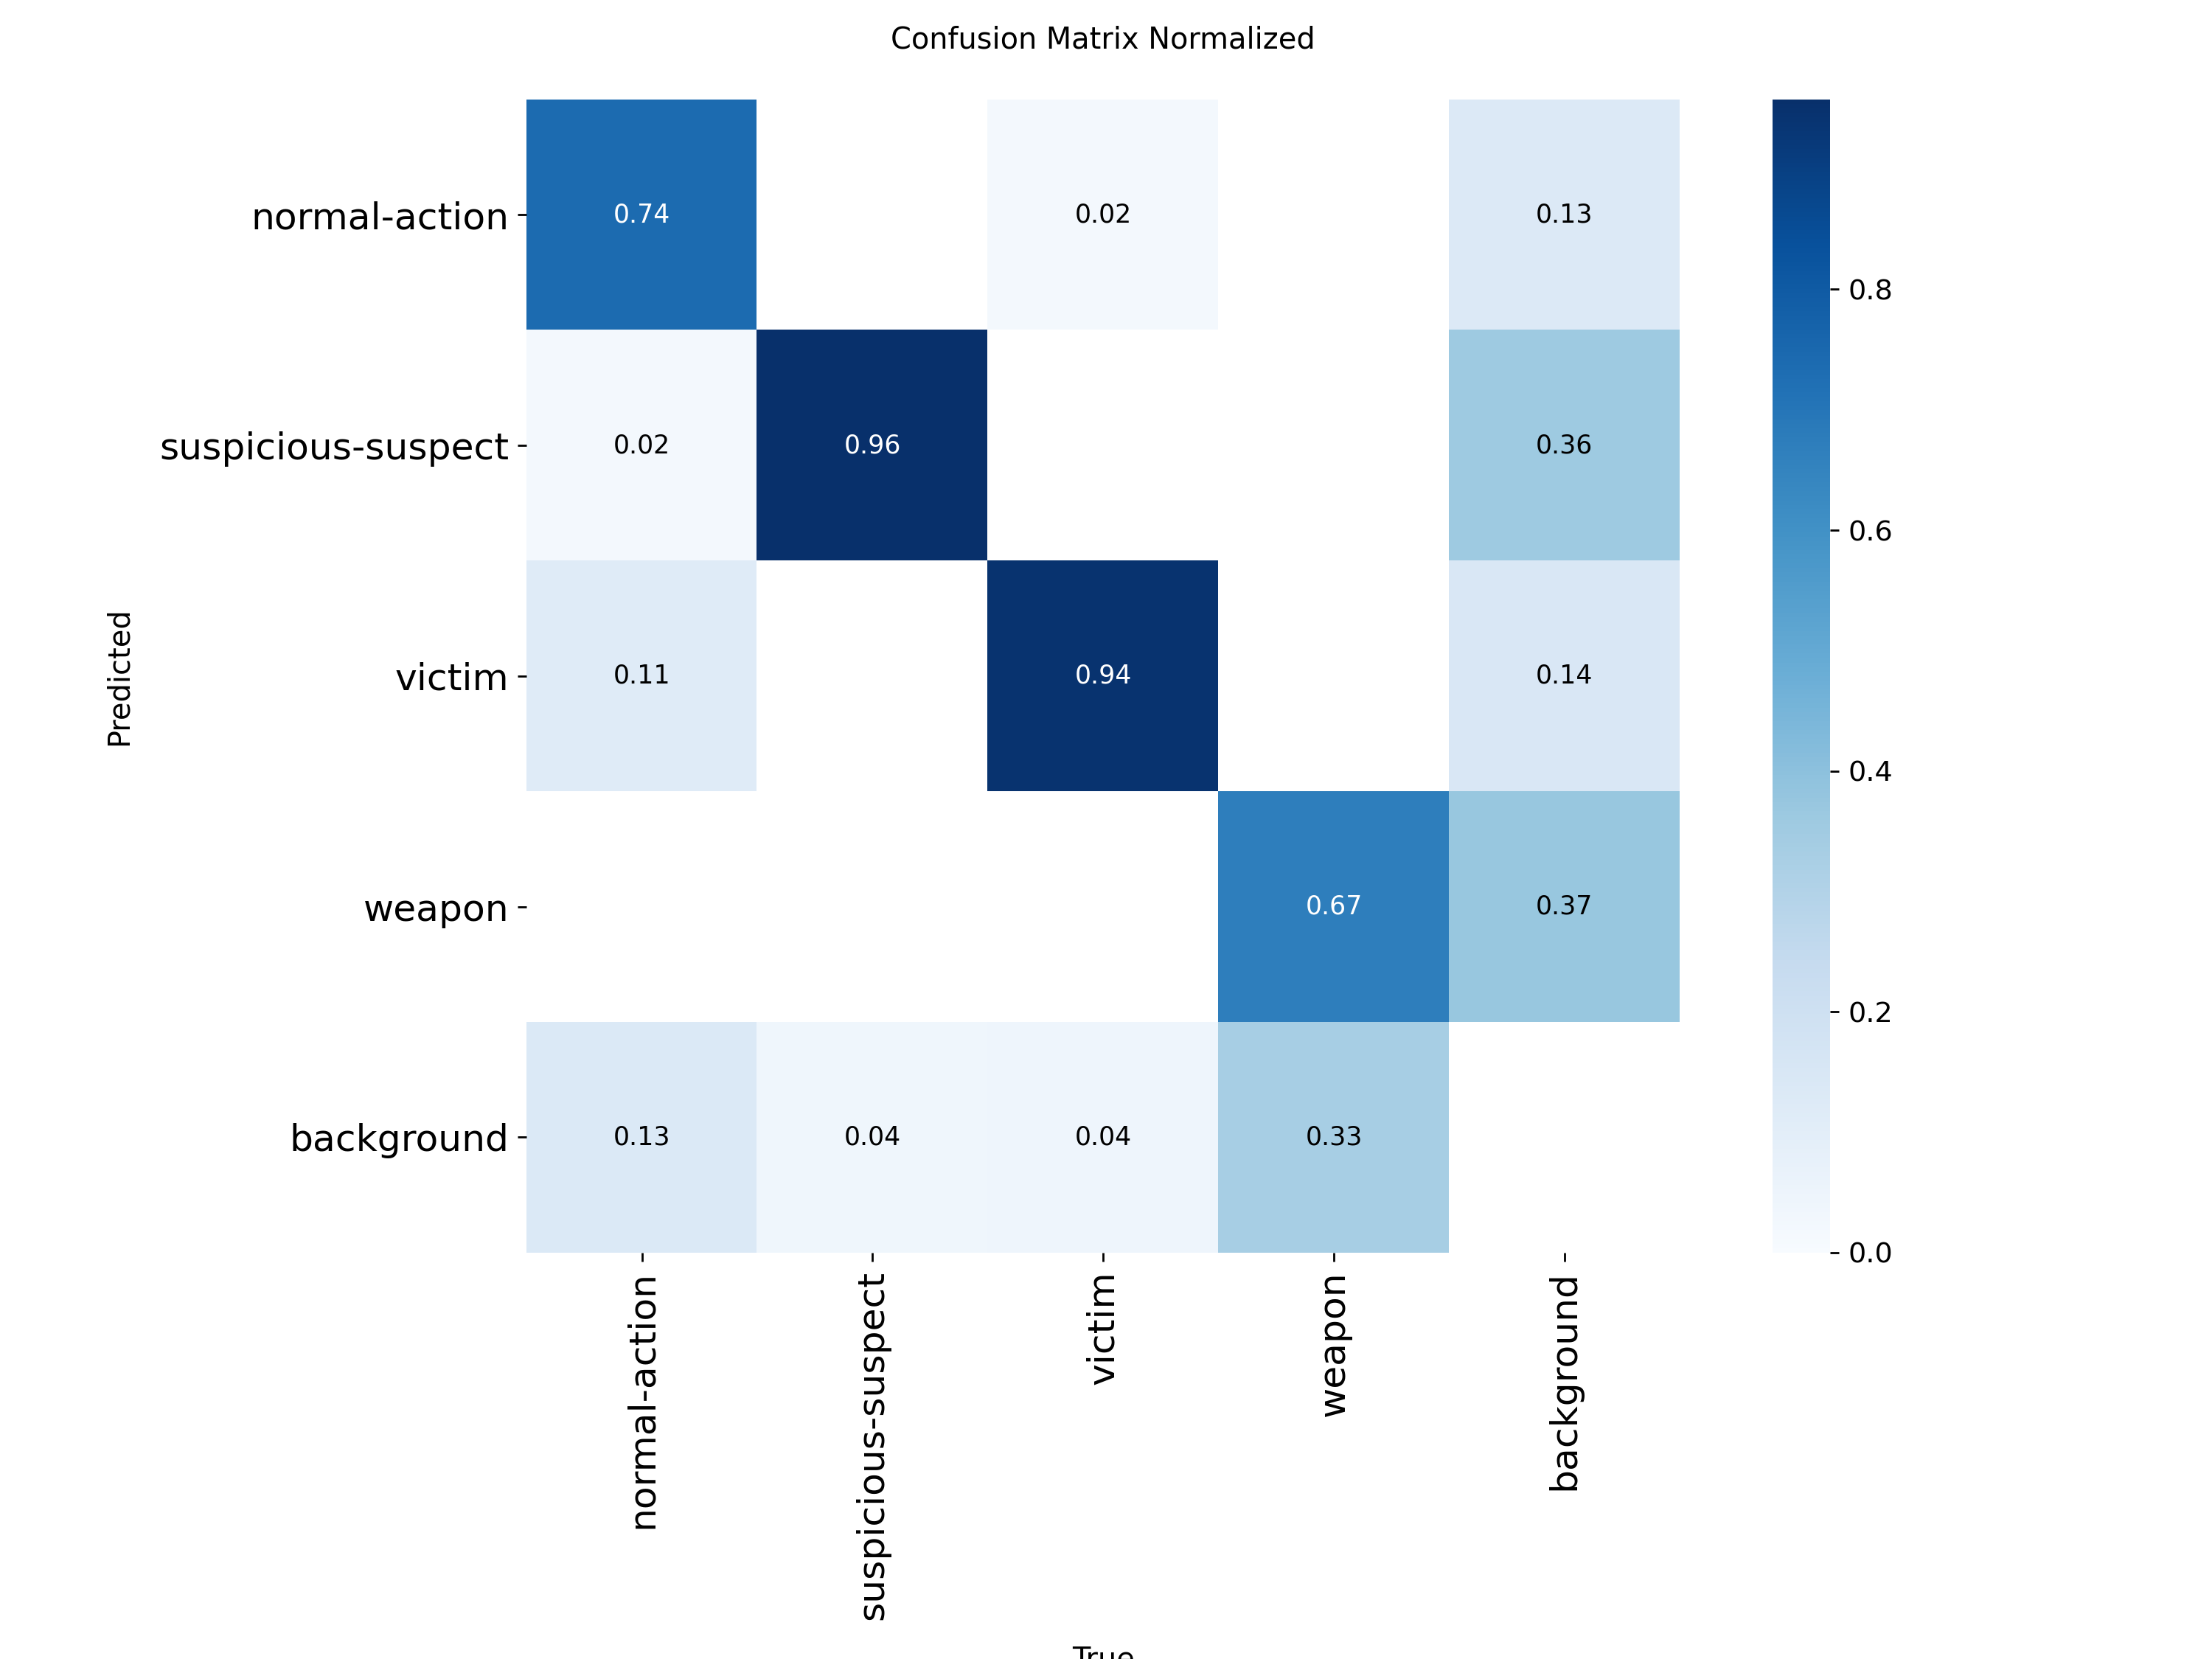 Confusion Matrix Normalized
normal-action
0.74
0.02
0.13
suspicious-suspect
0.02
0.96
0.36
victim
0.11
0.94
0.14
weapon
0.67
0.37
background
0.13
0.04
0.04
0.33
Predicted
normal-action
suspicious-suspect
victim
weapon
background
True
0.8
0.6
0.4
0.2
0.0